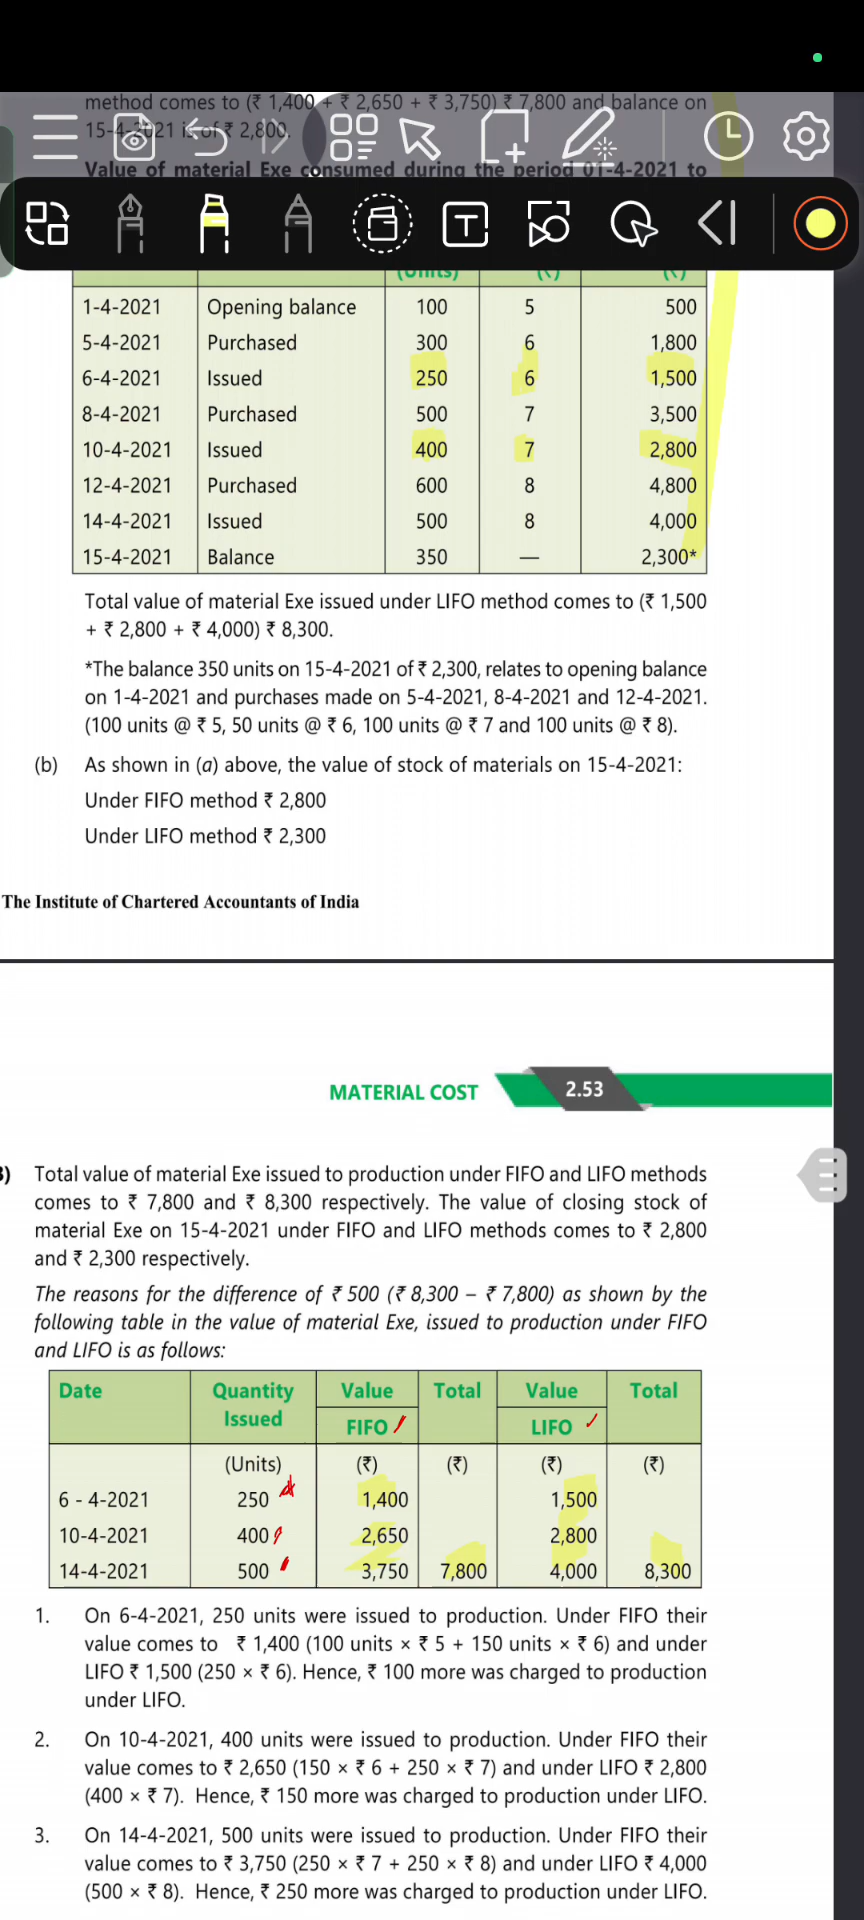 method comes to (₹ 1,400 + ₹ 2,650 + ₹ 3,750) ₹ 7,800 and balance on
15-4-2021 is of ₹ 2,800.
Value of material Exe consumed during the period 01-4-2021 to
T
(Units) (₹) (₹)
1-4-2021 Opening balance 100 5 500
5-4-2021 Purchased 300 6 1,800
6-4-2021 Issued 250 6 1,500
8-4-2021 Purchased 500 7 3,500
10-4-2021 Issued 400 7 2,800
12-4-2021 Purchased 600 8 4,800
14-4-2021 Issued 500 8 4,000
15-4-2021 Balance 350 — 2,300*
Total value of material Exe issued under LIFO method comes to (₹ 1,500
+ ₹ 2,800 + ₹ 4,000) ₹ 8,300.
*The balance 350 units on 15-4-2021 of ₹ 2,300, relates to opening balance
on 1-4-2021 and purchases made on 5-4-2021, 8-4-2021 and 12-4-2021.
(100 units @ ₹ 5, 50 units @ ₹ 6, 100 units @ ₹ 7 and 100 units @ ₹ 8).
(b) As shown in (a) above, the value of stock of materials on 15-4-2021:
Under FIFO method ₹ 2,800
Under LIFO method ₹ 2,300
The Institute of Chartered Accountants of India
MATERIAL COST 2.53
) Total value of material Exe issued to production under FIFO and LIFO methods
comes to ₹ 7,800 and ₹ 8,300 respectively. The value of closing stock of
material Exe on 15-4-2021 under FIFO and LIFO methods comes to ₹ 2,800
and ₹ 2,300 respectively.
The reasons for the difference of ₹ 500 (₹ 8,300 – ₹ 7,800) as shown by the
following table in the value of material Exe, issued to production under FIFO
and LIFO is as follows:
Date Quantity Value Total Value Total
Issued FIFO LIFO
(Units) (₹) (₹) (₹) (₹)
6 - 4-2021 250 1,400 1,500
10-4-2021 400 2,650 2,800
14-4-2021 500 3,750 7,800 4,000 8,300
1. On 6-4-2021, 250 units were issued to production. Under FIFO their
value comes to ₹ 1,400 (100 units × ₹ 5 + 150 units × ₹ 6) and under
LIFO ₹ 1,500 (250 × ₹ 6). Hence, ₹ 100 more was charged to production
under LIFO.
2. On 10-4-2021, 400 units were issued to production. Under FIFO their
value comes to ₹ 2,650 (150 × ₹ 6 + 250 × ₹ 7) and under LIFO ₹ 2,800
(400 × ₹ 7). Hence, ₹ 150 more was charged to production under LIFO.
3. On 14-4-2021, 500 units were issued to production. Under FIFO their
value comes to ₹ 3,750 (250 × ₹ 7 + 250 × ₹ 8) and under LIFO ₹ 4,000
(500 × ₹ 8). Hence, ₹ 250 more was charged to production under LIFO.